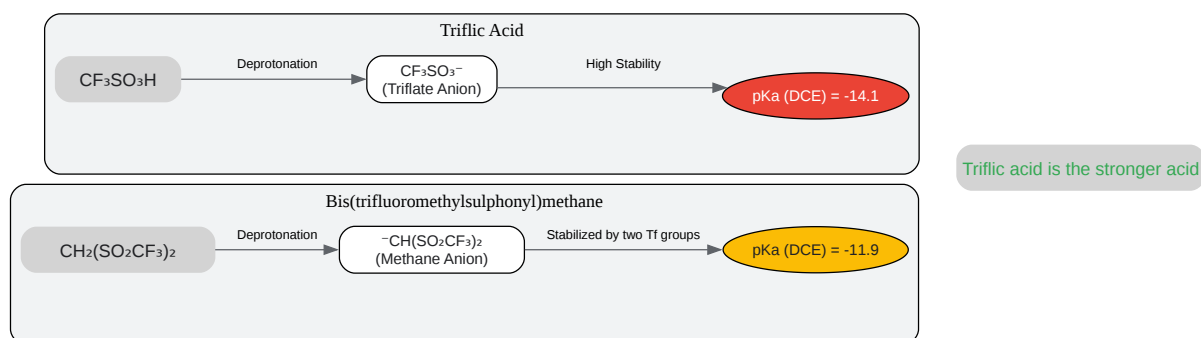 Triflic Acid
CF₃SO₃H
Deprotonation
CF₃SO₃⁻
(Triflate Anion)
High Stability
pKa (DCE) = -14.1
Triflic acid is the stronger acid
Bis(trifluoromethylsulphonyl)methane
CH₂(SO₂CF₃)₂
Deprotonation
⁻CH(SO₂CF₃)₂
(Methane Anion)
Stabilized by two Tf groups
pKa (DCE) = -11.9